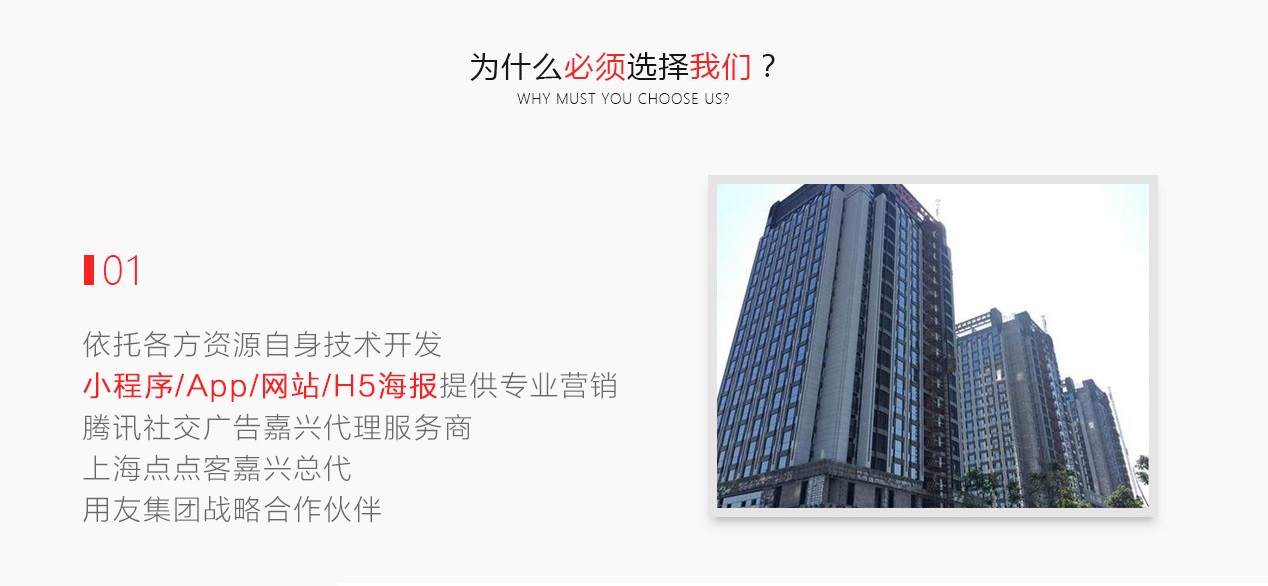 为什么必须选择我们？
WHY MUST YOU CHOOSE US?
01
依托各方资源自身技术开发
小程序/App/网站/H5海报提供专业营销
腾讯社交广告嘉兴代理服务商
上海点点客嘉兴总代
用友集团战略合作伙伴